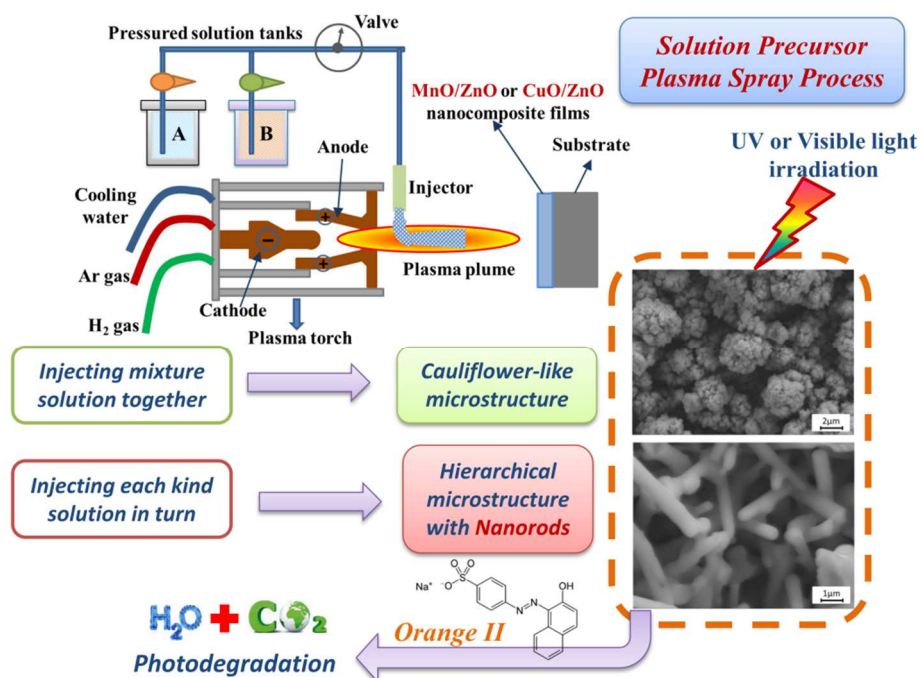 Pressured solution tanks
Valve
A
B
Anode
Injector
Cooling
water
Ar gas
H₂ gas
Cathode
Plasma torch
Plasma plume
+
−
+
MnO/ZnO or CuO/ZnO
nanocomposite films
Substrate
Solution Precursor
Plasma Spray Process
UV or Visible light
irradiation
Injecting mixture
solution together
Cauliflower-like
microstructure
2µm
Injecting each kind
solution in turn
Hierarchical
microstructure
with Nanorods
1µm
H₂O + CO₂
Photodegradation
Orange II
Na⁺
⁻O
S
O
O
N
N
OH